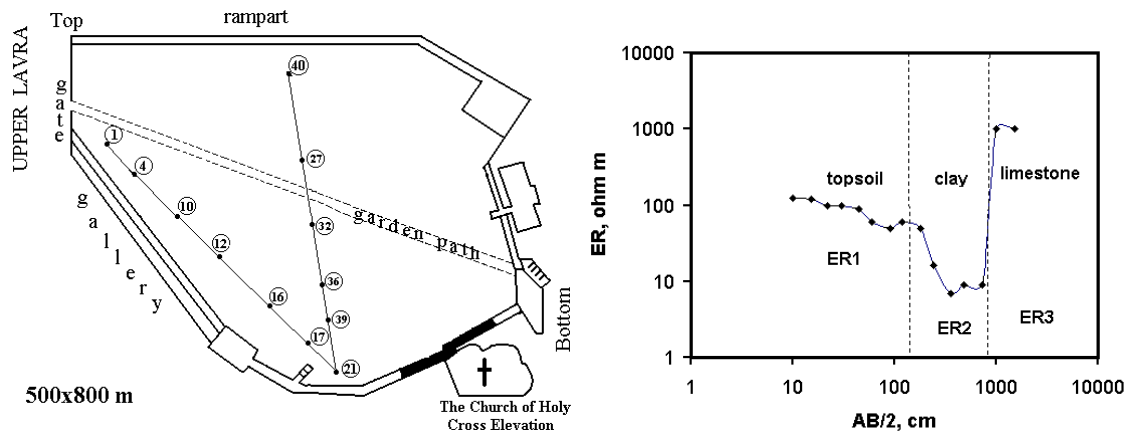 Top
rampart
UPPER LAVRA
gate
gallery
garden path
Bottom
40
1
27
4
10
32
12
36
16
39
17
21
500x800 m
The Church of Holy
Cross Elevation
10000
1000
100
10
1
ER, ohm m
topsoil
clay
limestone
ER1
ER2
ER3
1
10
100
1000
10000
AB/2, cm